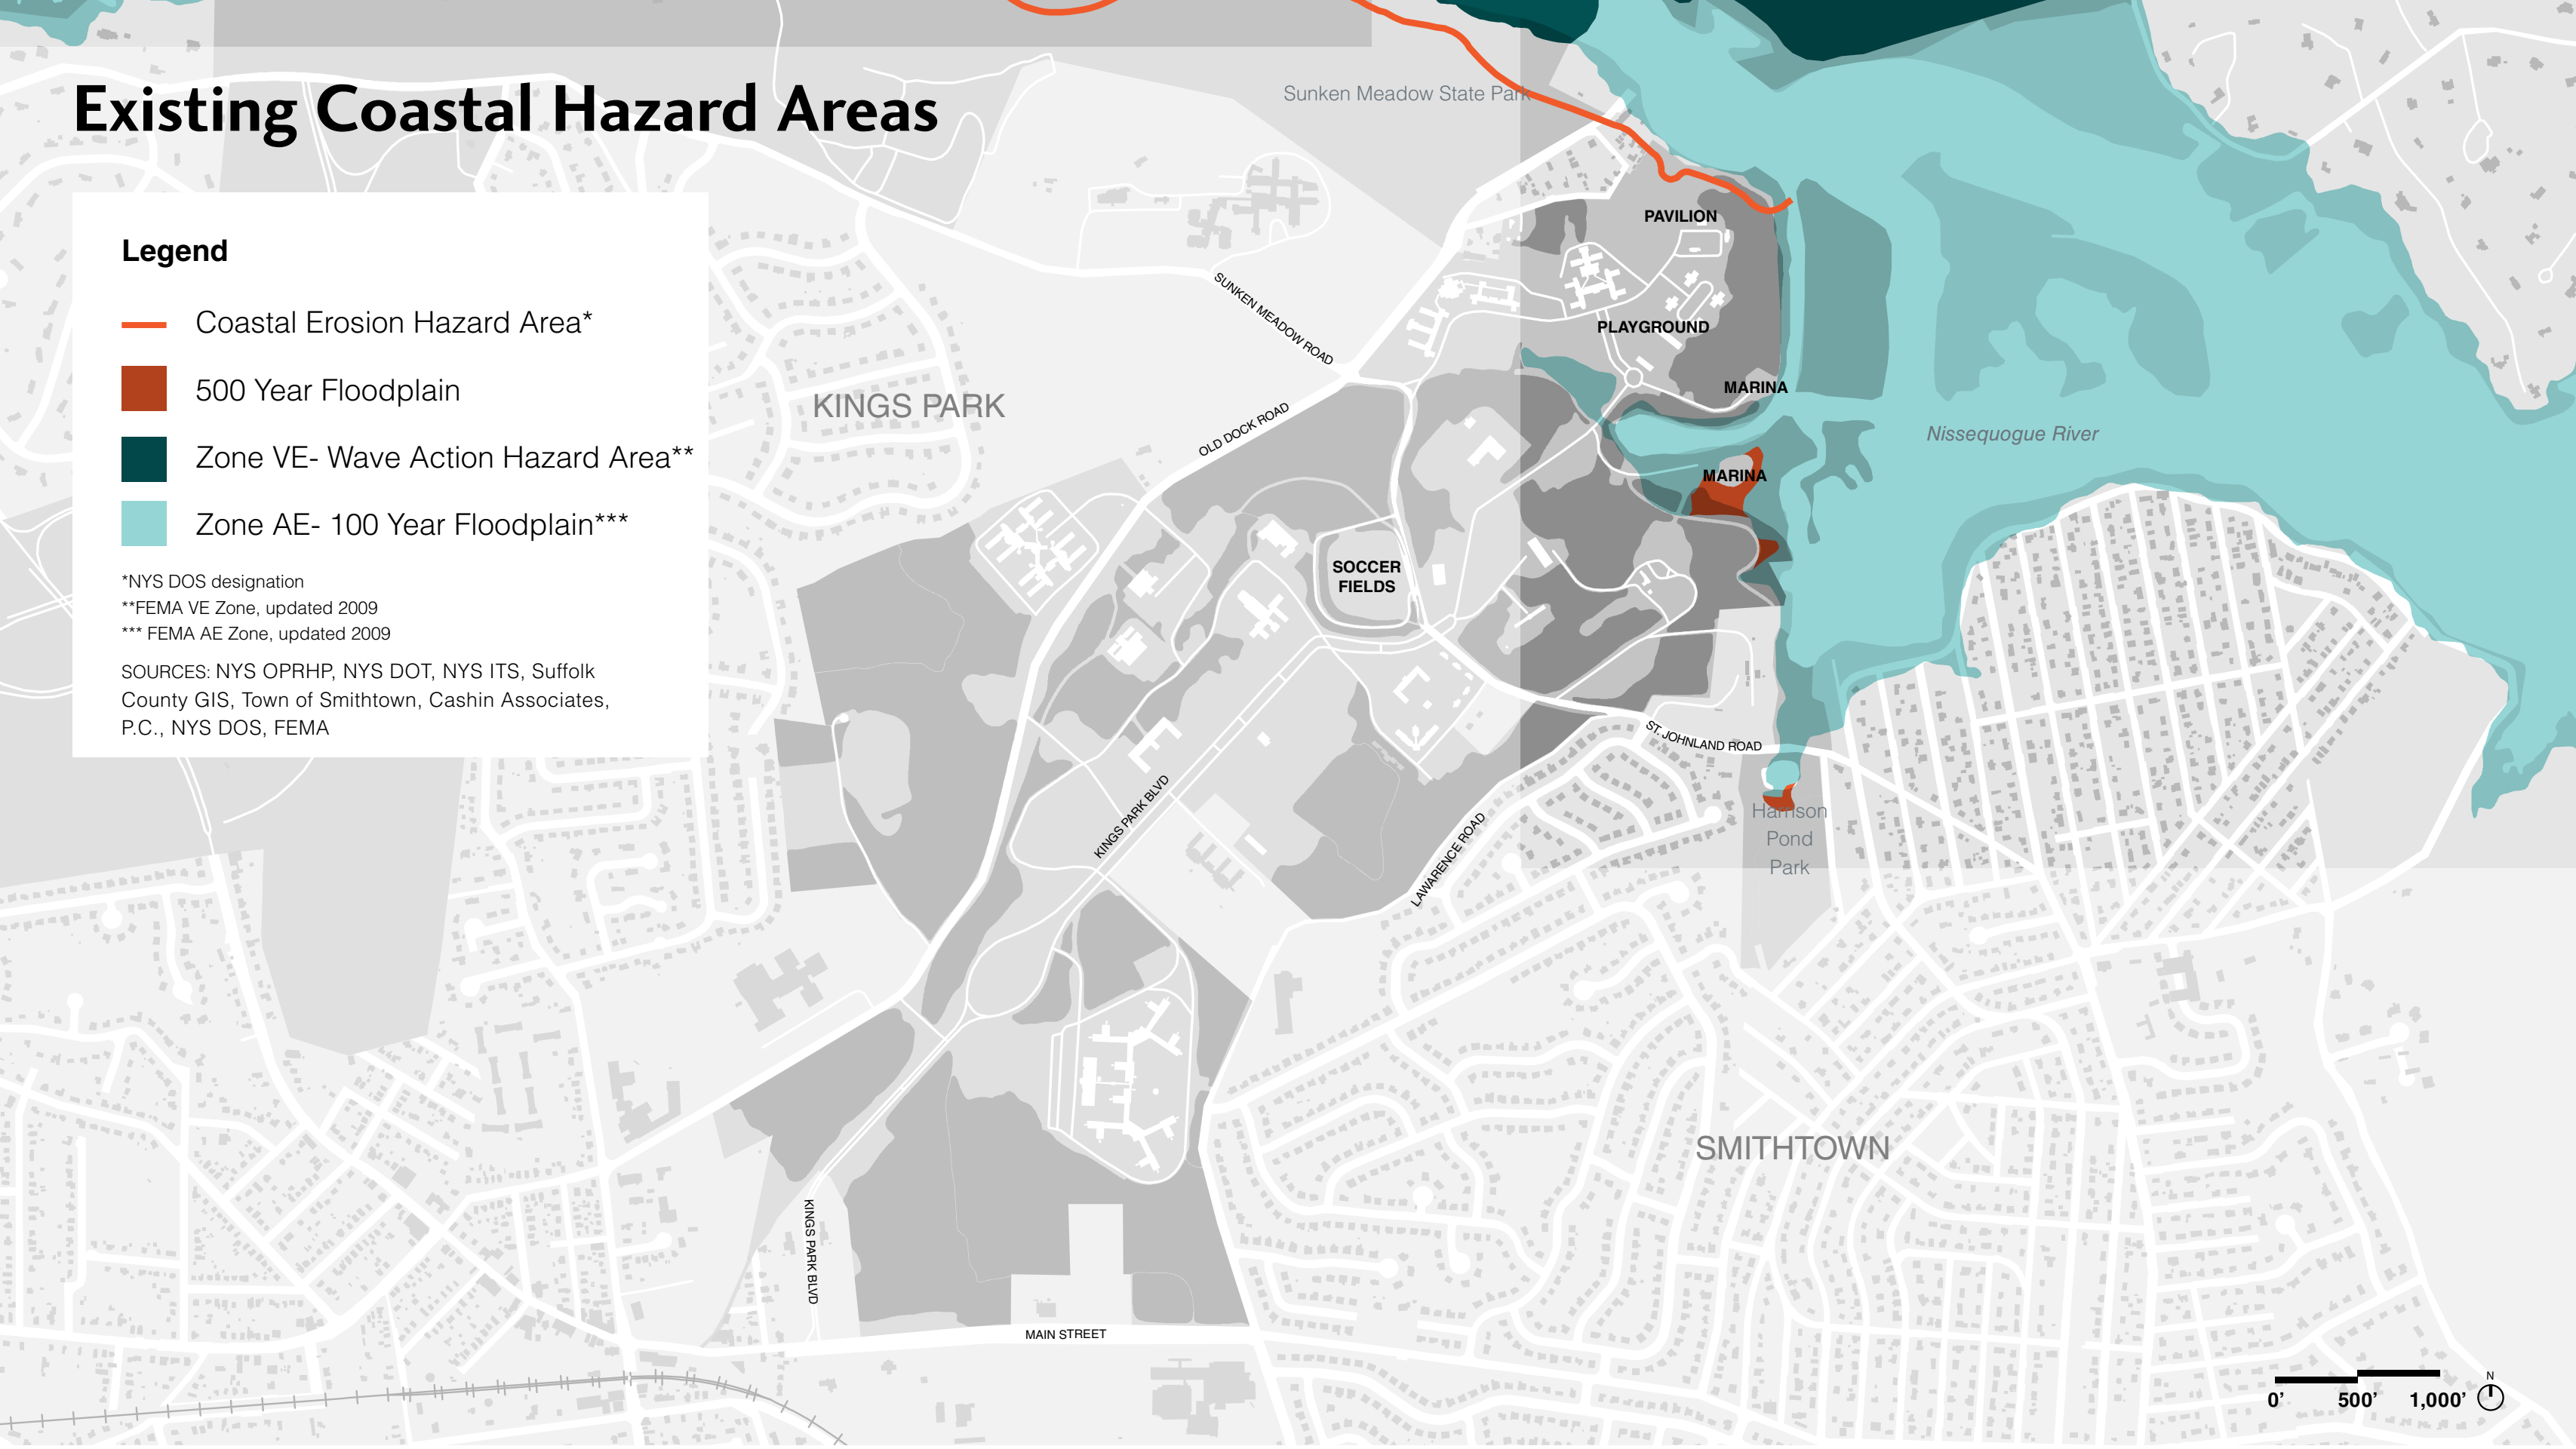 Existing Coastal Hazard Areas
Legend
Coastal Erosion Hazard Area*
500 Year Floodplain
Zone VE- Wave Action Hazard Area**
Zone AE- 100 Year Floodplain***
*NYS DOS designation
**FEMA VE Zone, updated 2009
*** FEMA AE Zone, updated 2009
SOURCES: NYS OPRHP, NYS DOT, NYS ITS, Suffolk
County GIS, Town of Smithtown, Cashin Associates,
P.C., NYS DOS, FEMA
Sunken Meadow State Park
PAVILION
PLAYGROUND
MARINA
MARINA
Nissequogue River
SUNKEN MEADOW ROAD
KINGS PARK
OLD DOCK ROAD
SOCCER
FIELDS
ST. JOHNLAND ROAD
KINGS PARK BLVD
LAWARENCE ROAD
Harrison
Pond
Park
SMITHTOWN
KINGS PARK BLVD
MAIN STREET
N
0' 500' 1,000'